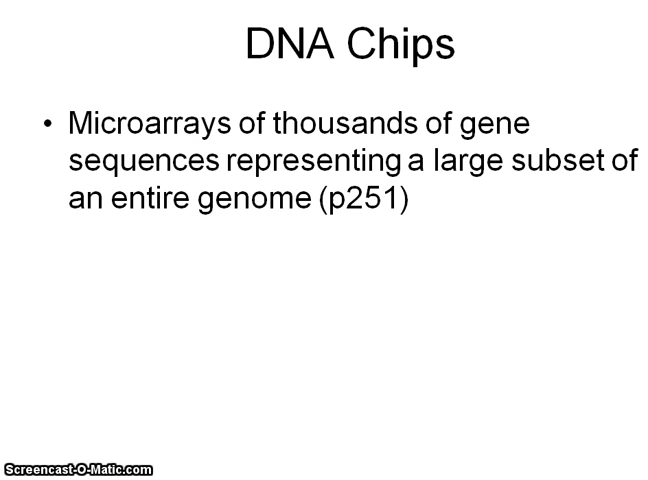 DNA Chips
• Microarrays of thousands of gene
sequences representing a large subset of
an entire genome (p251)
Screencast-O-Matic.com